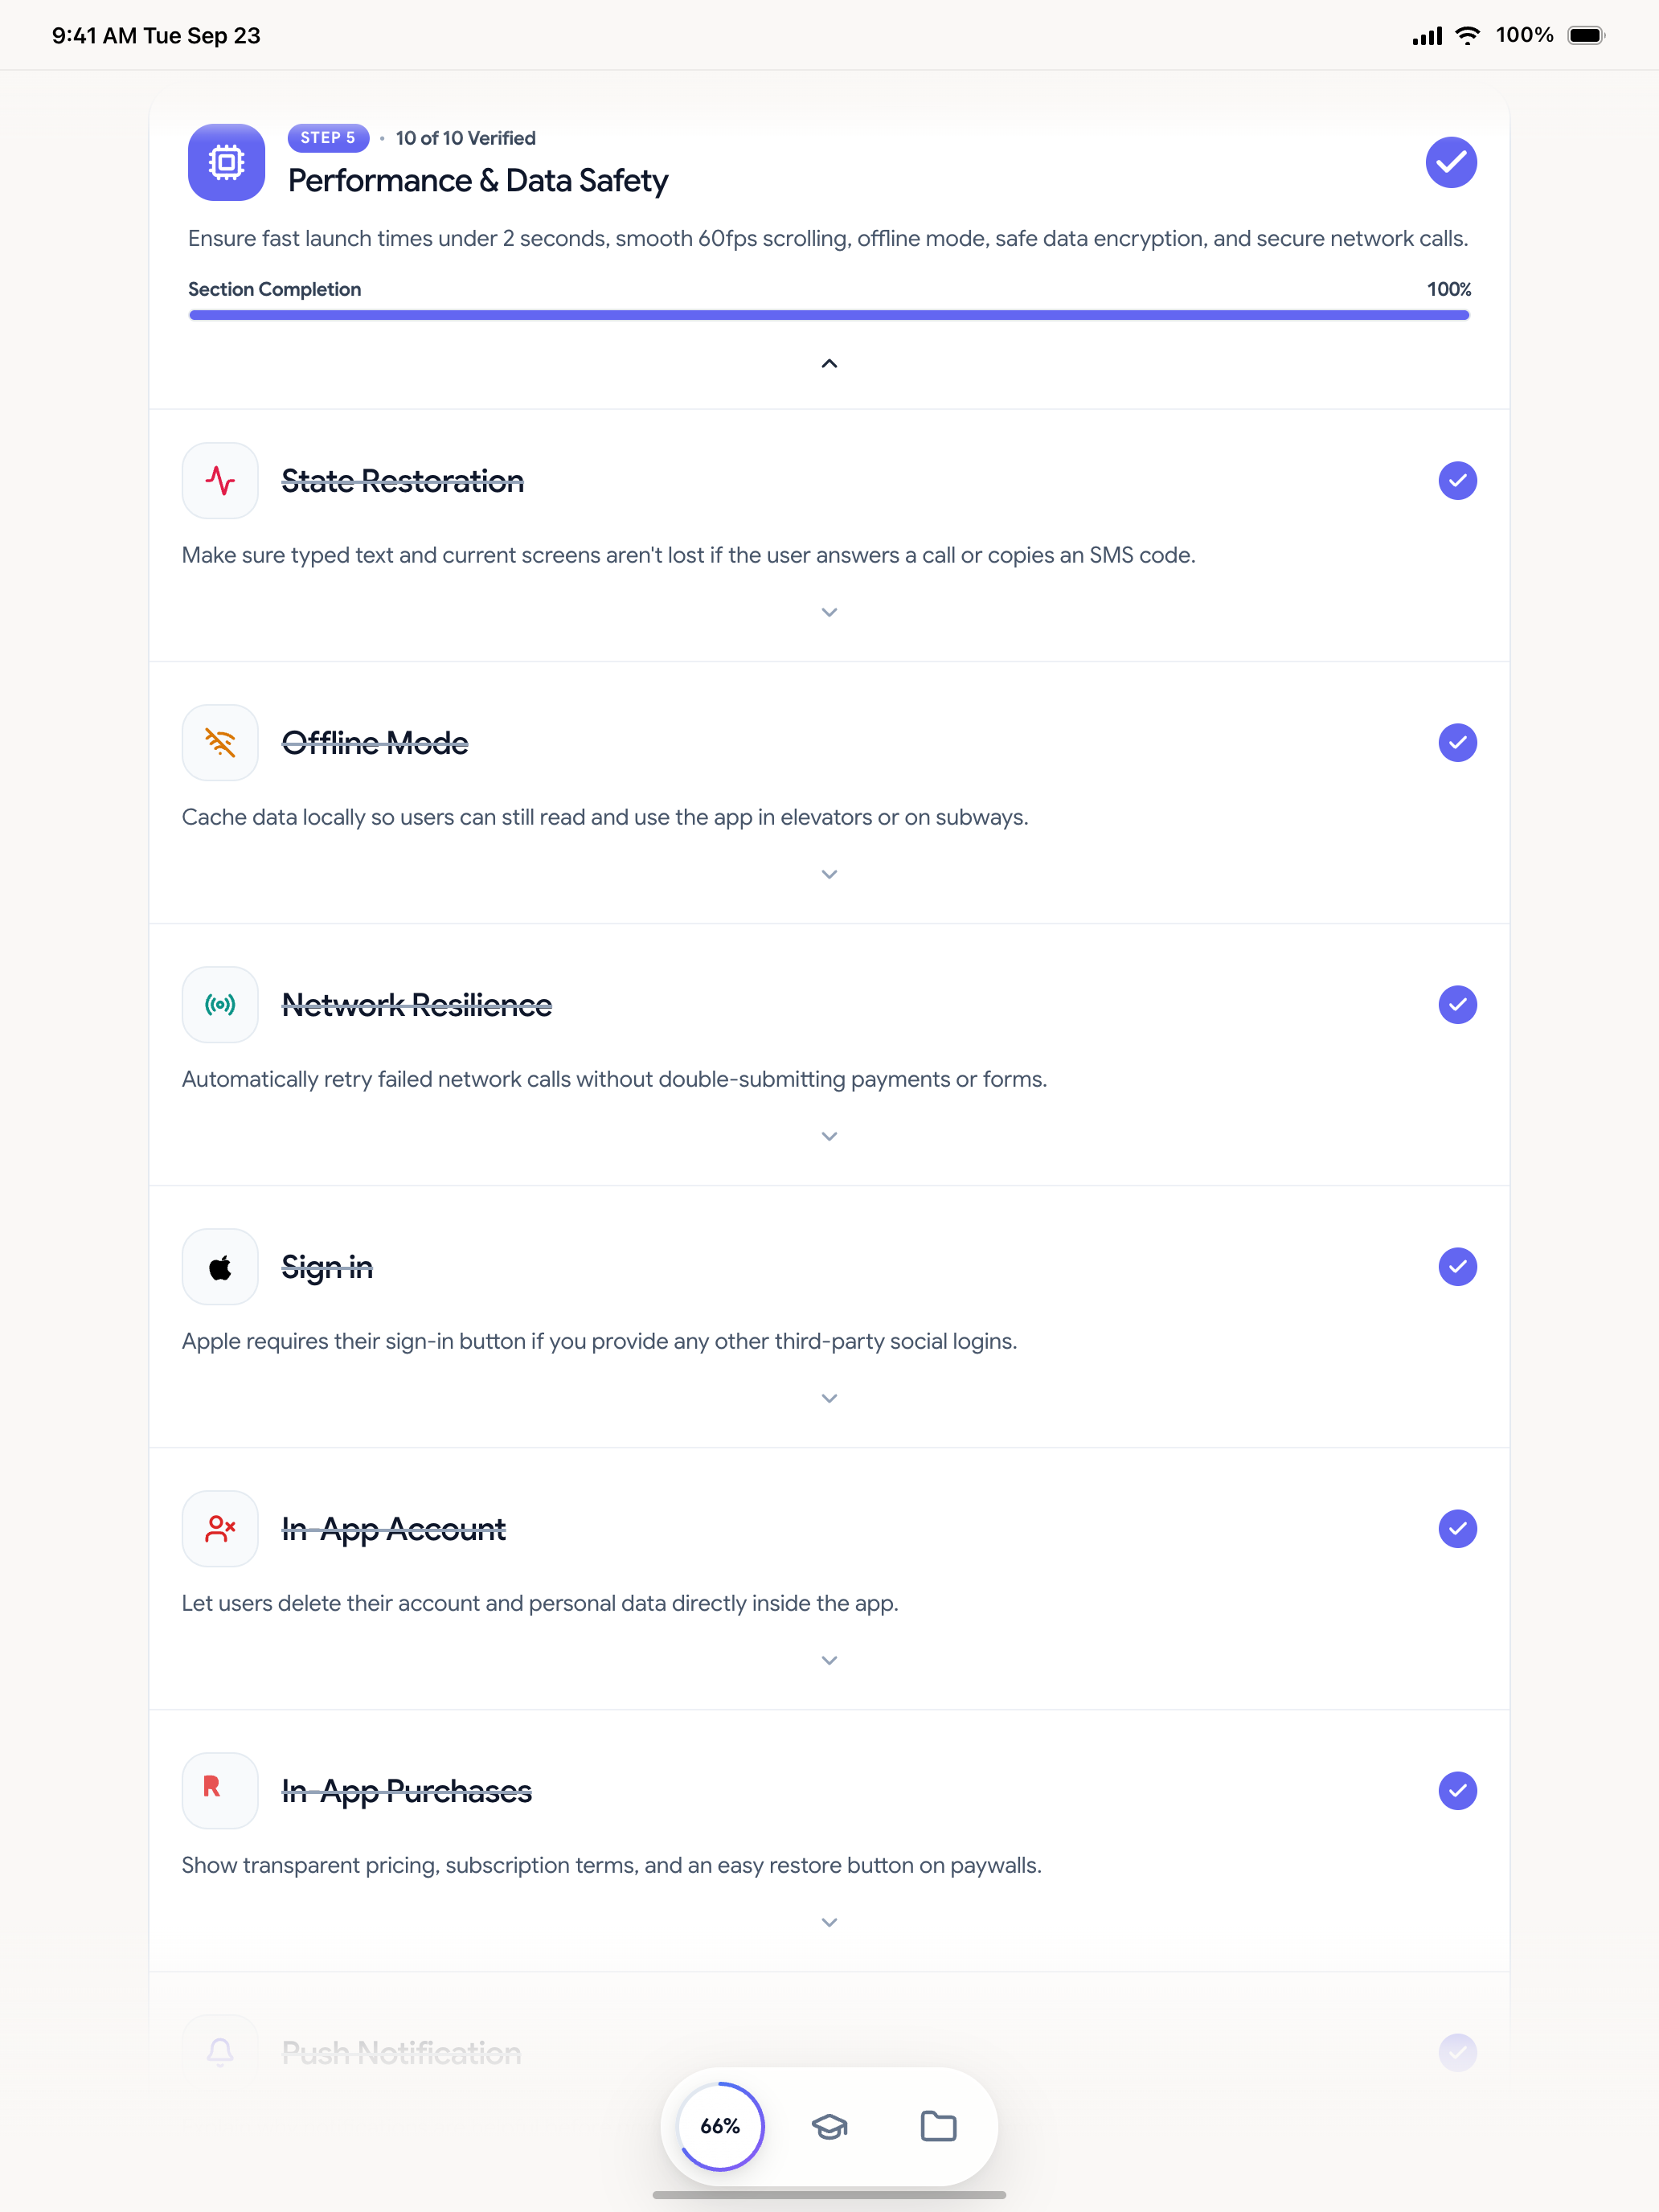 9:41 AM Tue Sep 23
100%
STEP 5 • 10 of 10 Verified
Performance & Data Safety
Ensure fast launch times under 2 seconds, smooth 60fps scrolling, offline mode, safe data encryption, and secure network calls.
Section Completion 100%
State Restoration
Make sure typed text and current screens aren't lost if the user answers a call or copies an SMS code.
Offline Mode
Cache data locally so users can still read and use the app in elevators or on subways.
Network Resilience
Automatically retry failed network calls without double-submitting payments or forms.
Sign in
Apple requires their sign-in button if you provide any other third-party social logins.
In-App Account
Let users delete their account and personal data directly inside the app.
R
In-App Purchases
Show transparent pricing, subscription terms, and an easy restore button on paywalls.
Push Notification
66%